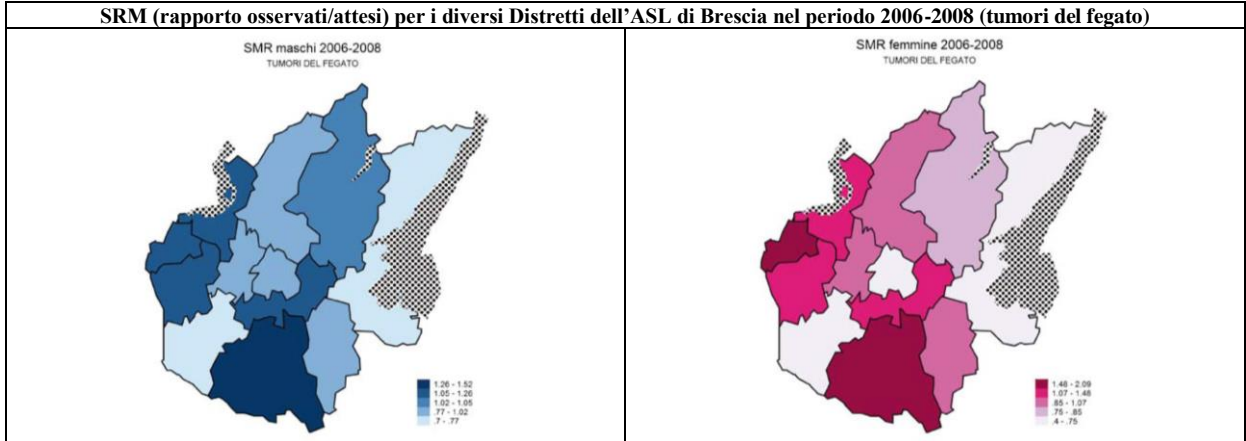 SRM (rapporto osservati/attesi) per i diversi Distretti dell’ASL di Brescia nel periodo 2006-2008 (tumori del fegato)
SMR maschi 2006-2008
TUMORI DEL FEGATO
1.26 - 1.52
1.05 - 1.26
1.02 - 1.05
.77 - 1.02
.7 - .77
SMR femmine 2006-2008
TUMORI DEL FEGATO
1.48 - 2.09
1.07 - 1.48
.85 - 1.07
.75 - .85
.4 - .75